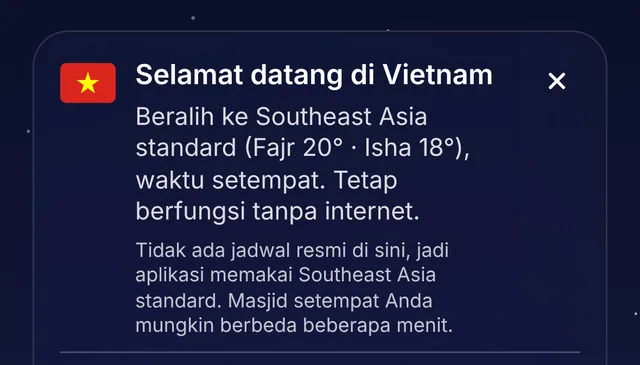 Selamat datang di Vietnam
Beralih ke Southeast Asia
standard (Fajr 20° · Isha 18°),
waktu setempat. Tetap
berfungsi tanpa internet.
Tidak ada jadwal resmi di sini, jadi
aplikasi memakai Southeast Asia
standard. Masjid setempat Anda
mungkin berbeda beberapa menit.